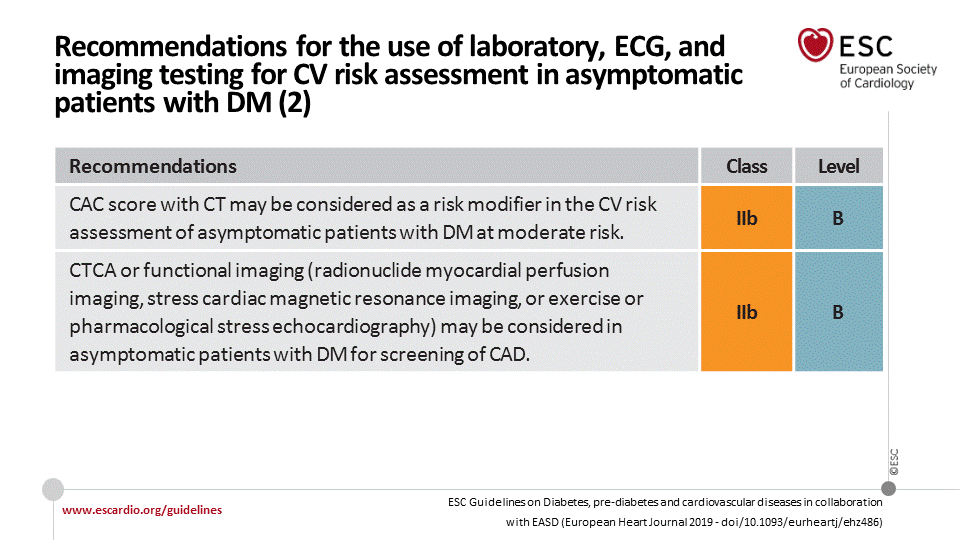 Recommendations for the use of laboratory, ECG, and
imaging testing for CV risk assessment in asymptomatic
patients with DM (2)
ESC
European Society
of Cardiology
Recommendations Class Level
CAC score with CT may be considered as a risk modifier in the CV risk
assessment of asymptomatic patients with DM at moderate risk.
IIb B
CTCA or functional imaging (radionuclide myocardial perfusion
imaging, stress cardiac magnetic resonance imaging, or exercise or
pharmacological stress echocardiography) may be considered in
asymptomatic patients with DM for screening of CAD.
IIb B
©ESC
www.escardio.org/guidelines
ESC Guidelines on Diabetes, pre-diabetes and cardiovascular diseases in collaboration
with EASD (European Heart Journal 2019 - doi/10.1093/eurheartj/ehz486)